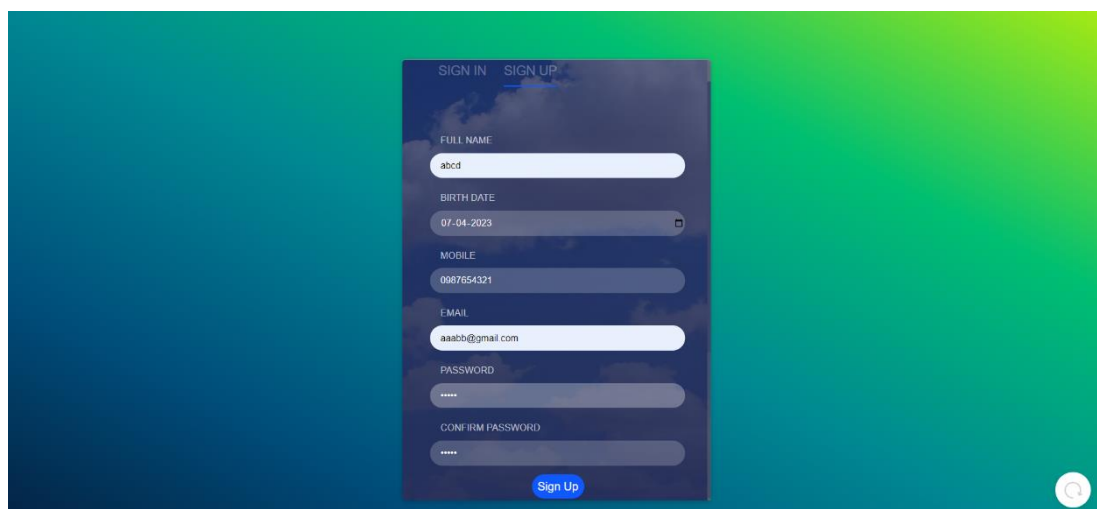 SIGN IN SIGN UP
FULL NAME
abcd
BIRTH DATE
07-04-2023
MOBILE
0987654321
EMAIL
aaabb@gmail.com
PASSWORD
•••••
CONFIRM PASSWORD
•••••
Sign Up